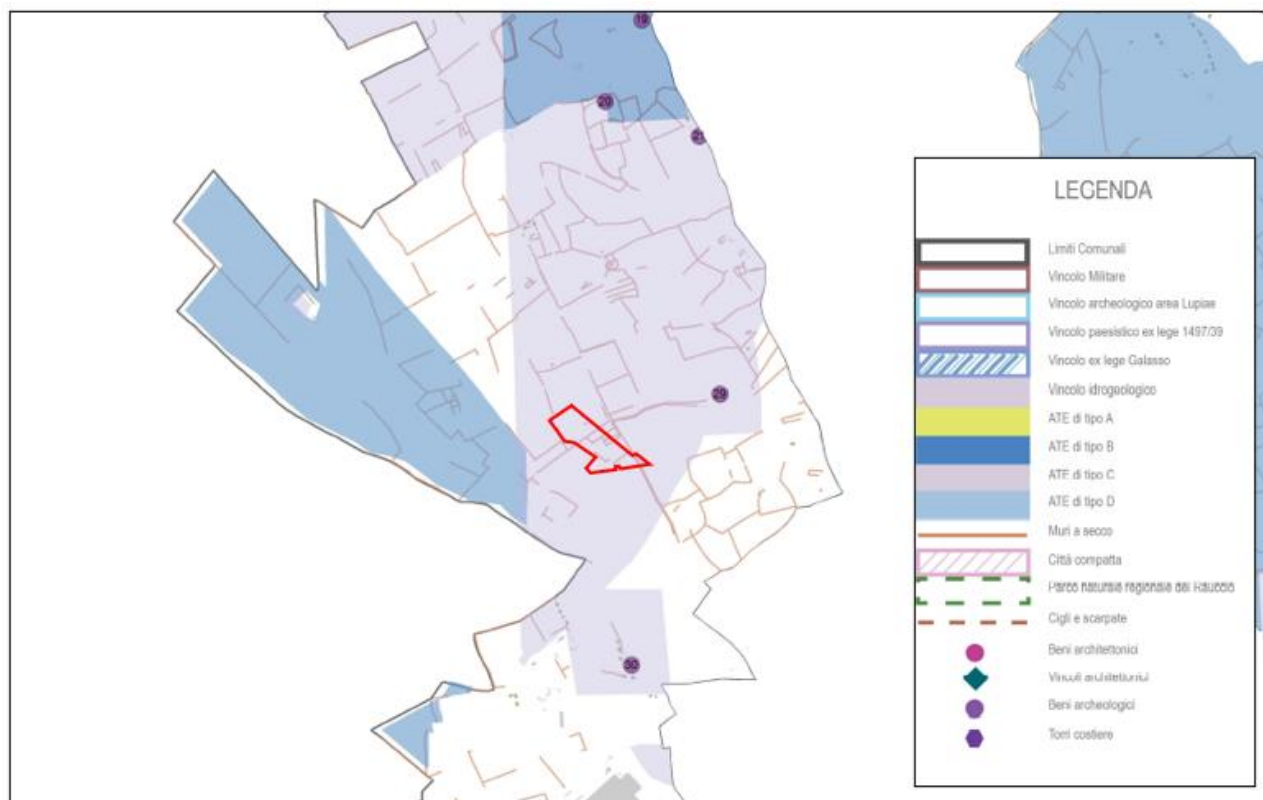 19
20
21
LEGENDA
Limiti Comunali
Vincolo Militare
Vincolo archeologico area Lupiae
Vincolo paesistico ex lege 1497/39
Vincolo ex lege Galasso
Vincolo idrogeologico
ATE di tipo A
ATE di tipo B
ATE di tipo C
ATE di tipo D
Muri a secco
Città compatta
Parco naturale regionale del Rauccio
Cigli e scarpate
Beni architettonici
Vincoli architettonici
Beni archeologici
Torri costiere
29
30